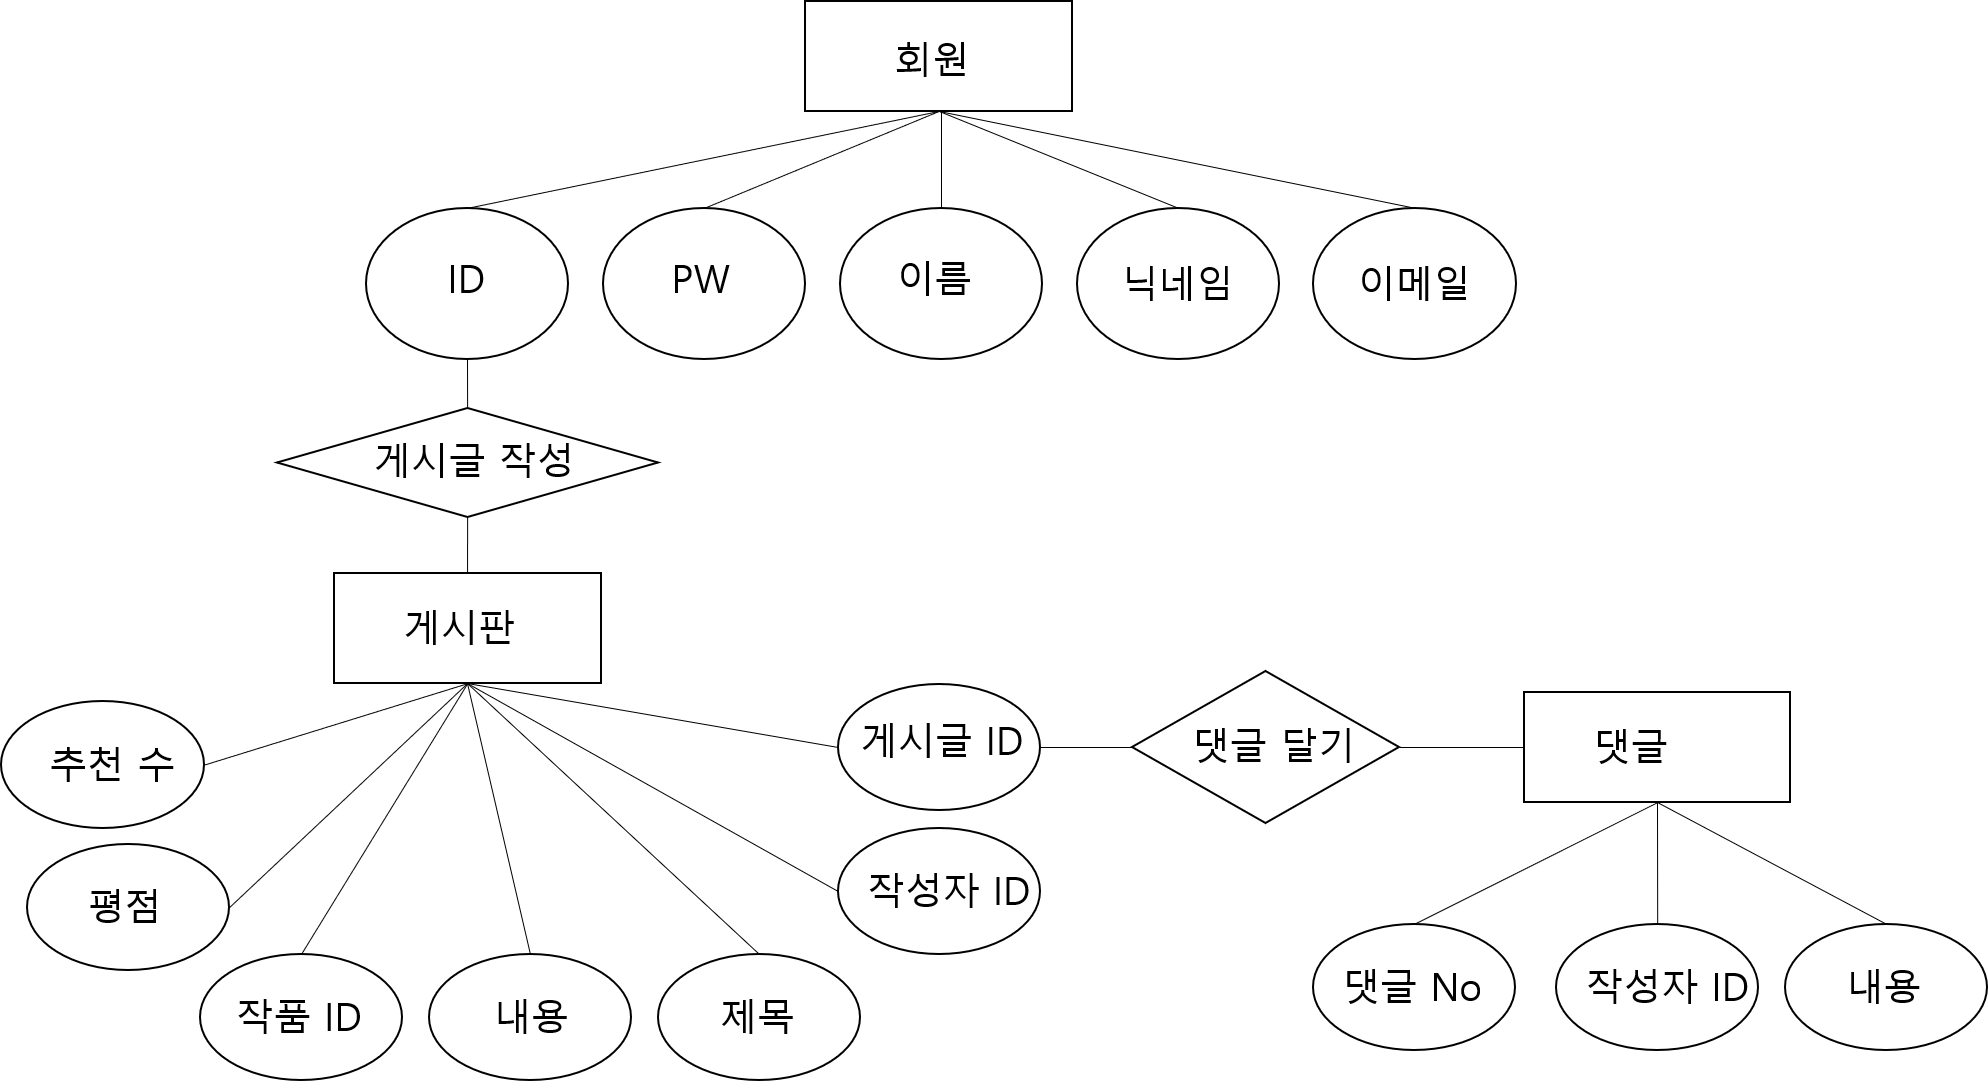 회원
ID
PW
이름
닉네임
이메일
게시글 작성
게시판
추천 수
평점
작품 ID
내용
제목
게시글 ID
작성자 ID
댓글 달기
댓글
댓글 No
작성자 ID
내용